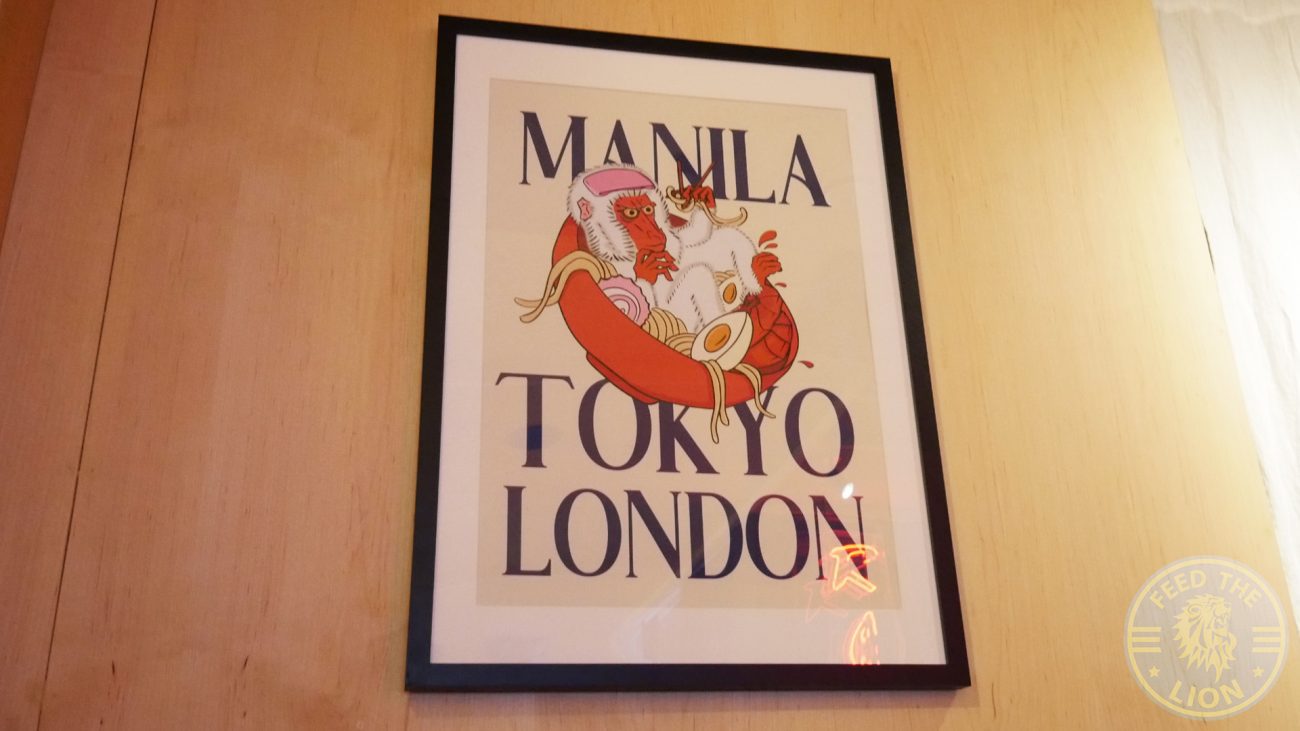 MANILA
TOKYO
LONDON
FEED THE
LION